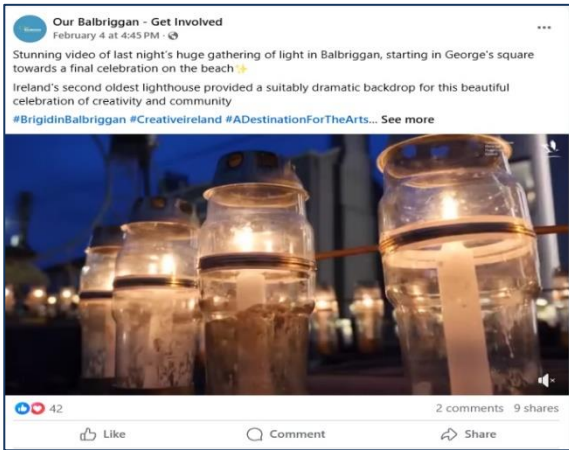 Our Balbriggan - Get Involved
February 4 at 4:45 PM ·
Stunning video of last night's huge gathering of light in Balbriggan, starting in George's square
towards a final celebration on the beach✨
Ireland's second oldest lighthouse provided a suitably dramatic backdrop for this beautiful
celebration of creativity and community
#BrigidinBalbriggan #Creativeireland #ADestinationForTheArts... See more
42
2 comments 9 shares
Like Comment Share